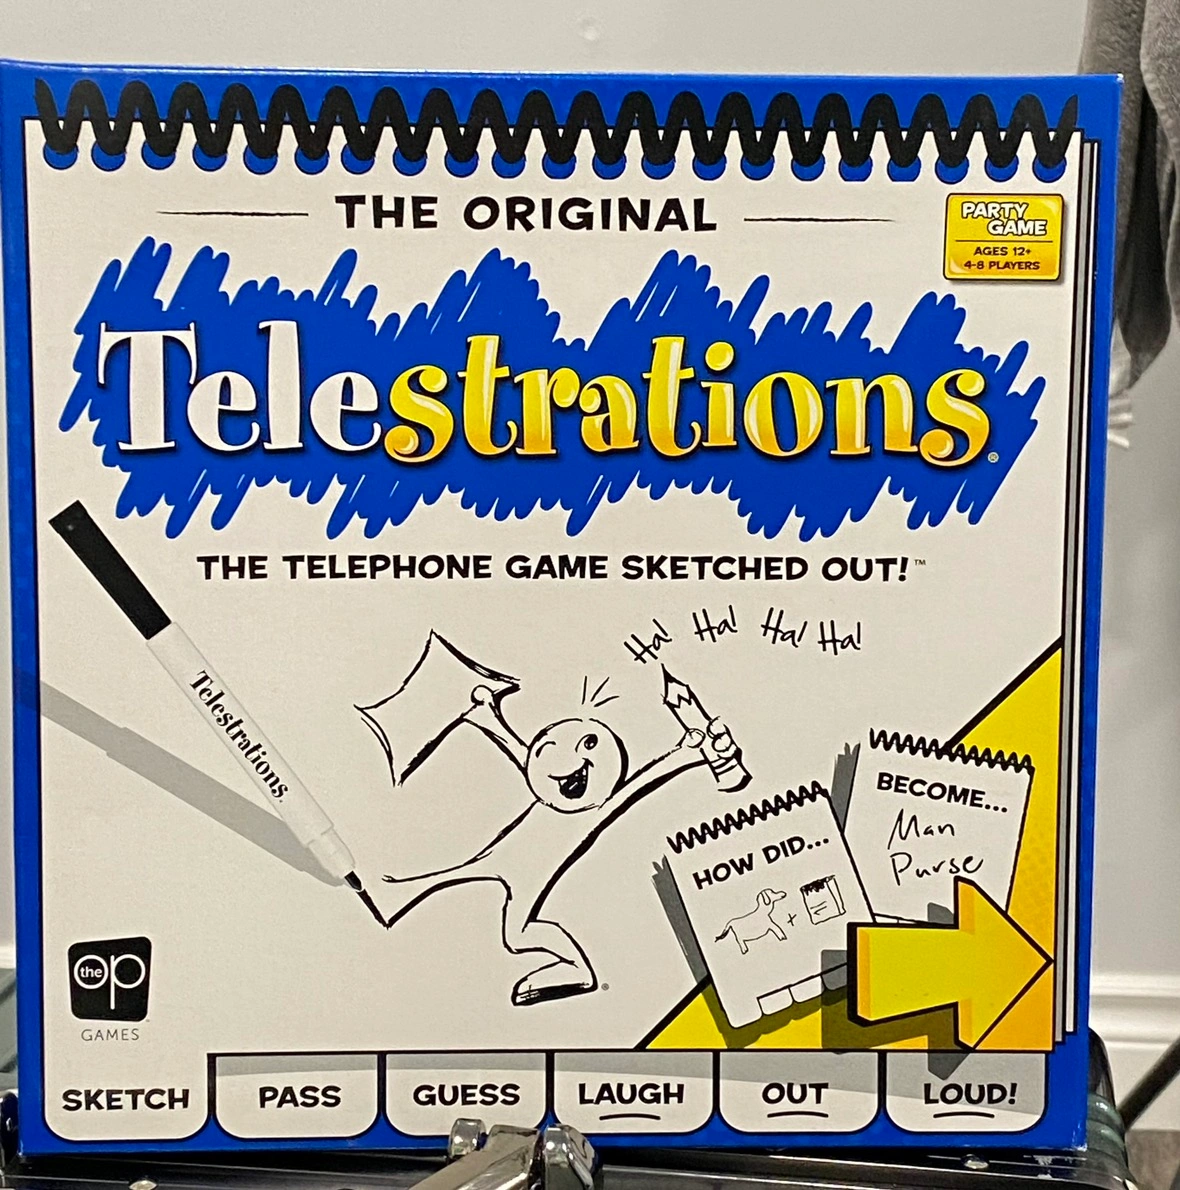 THE ORIGINAL
PARTY
GAME
AGES 12+
4-8 PLAYERS
Telestrations®
THE TELEPHONE GAME SKETCHED OUT!™
Telestrations.
Ha! Ha! Ha! Ha!
HOW DID...
BECOME...
Man
Purse
the op
GAMES
SKETCH PASS GUESS LAUGH OUT LOUD!